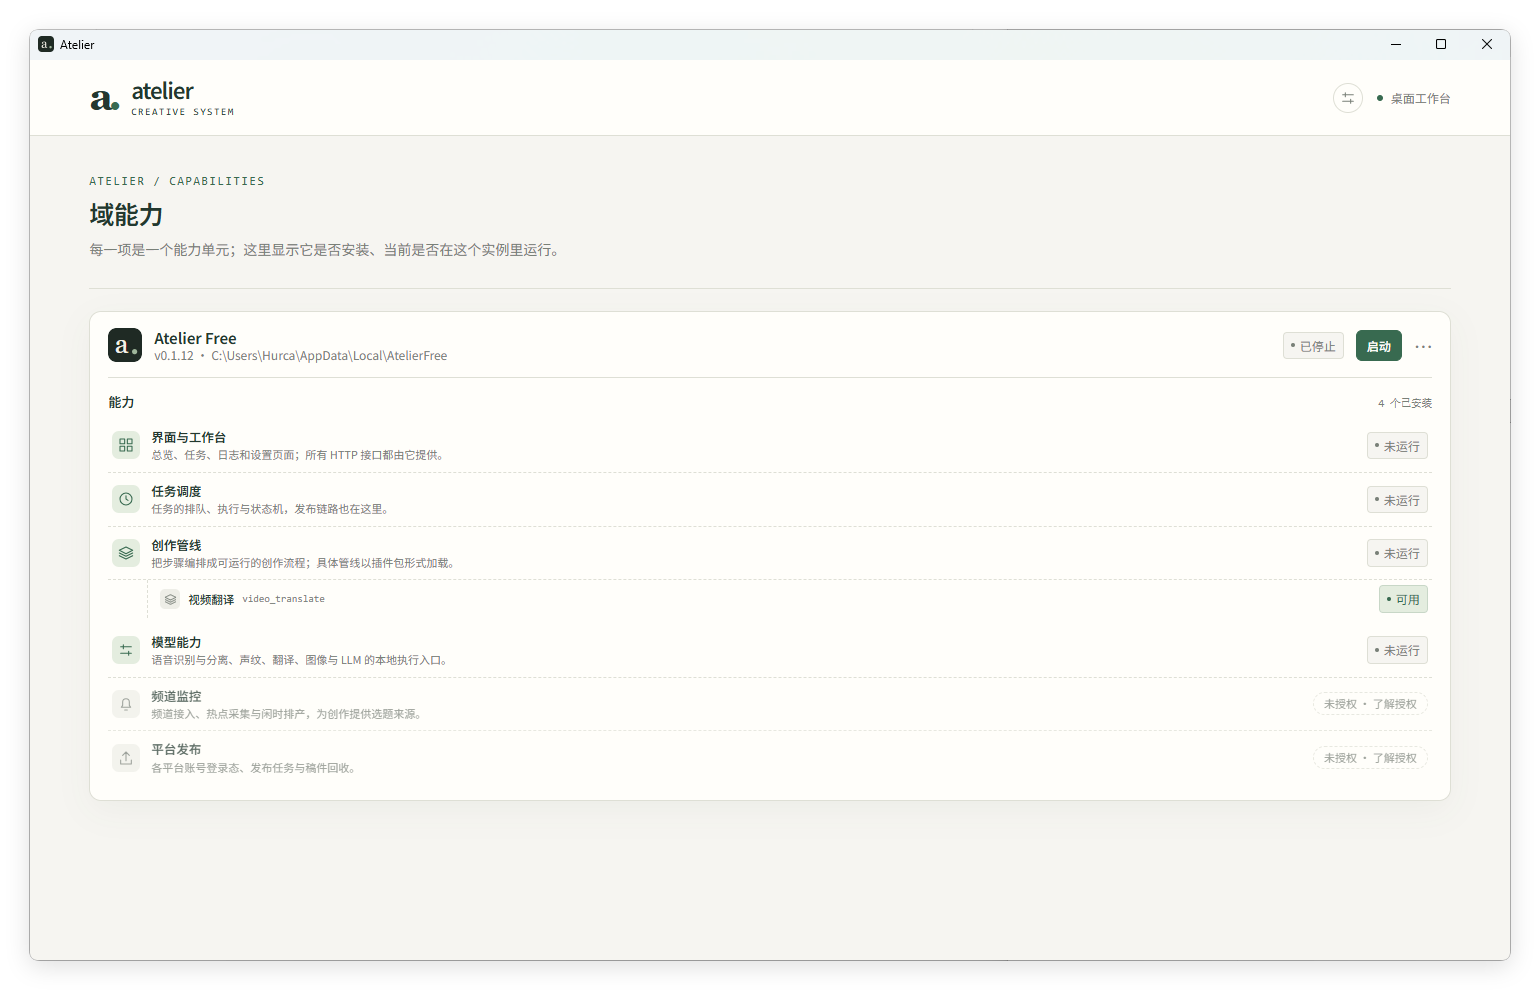 a. Atelier
a. atelier
CREATIVE SYSTEM
桌面工作台
ATELIER / CAPABILITIES
域能力
每一项是一个能力单元；这里显示它是否安装、当前是否在这个实例里运行。
a. Atelier Free
v0.1.12 • C:\Users\Hurca\AppData\Local\AtelierFree
已停止
启动
能力
4 个已安装
界面与工作台
总览、任务、日志和设置页面；所有 HTTP 接口都由它提供。
未运行
任务调度
任务的排队、执行与状态机，发布链路也在这里。
未运行
创作管线
把步骤编排成可运行的创作流程；具体管线以插件包形式加载。
未运行
视频翻译 video_translate
可用
模型能力
语音识别与分离、声纹、翻译、图像与 LLM 的本地执行入口。
未运行
频道监控
频道接入、热点采集与闲时排产，为创作提供选题来源。
未授权 • 了解授权
平台发布
各平台账号登录态、发布任务与稿件回收。
未授权 • 了解授权